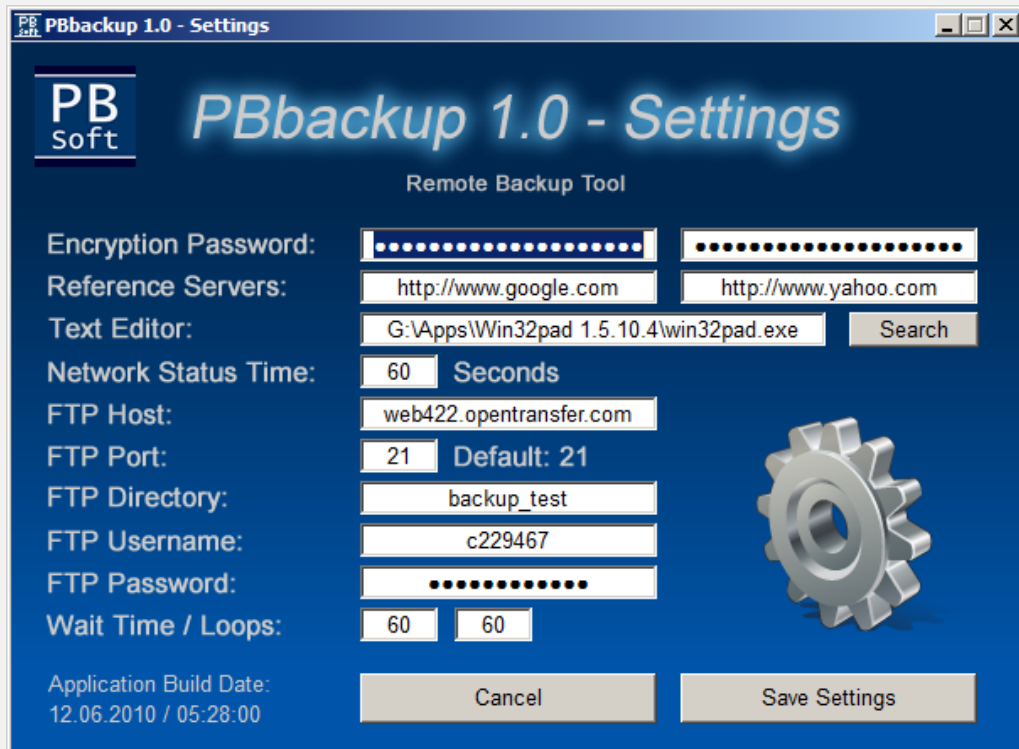 PB Soft PBbackup 1.0 - Settings
PB
Soft
PBbackup 1.0 - Settings
Remote Backup Tool
Encryption Password: ●●●●●●●●●●●●●●●●●●●● ●●●●●●●●●●●●●●●●●●●●
Reference Servers: http://www.google.com http://www.yahoo.com
Text Editor: G:\Apps\Win32pad 1.5.10.4\win32pad.exe Search
Network Status Time: 60 Seconds
FTP Host: web422.opentransfer.com
FTP Port: 21 Default: 21
FTP Directory: backup_test
FTP Username: c229467
FTP Password: ●●●●●●●●●●●●
Wait Time / Loops: 60 60
Application Build Date:
12.06.2010 / 05:28:00
Cancel Save Settings